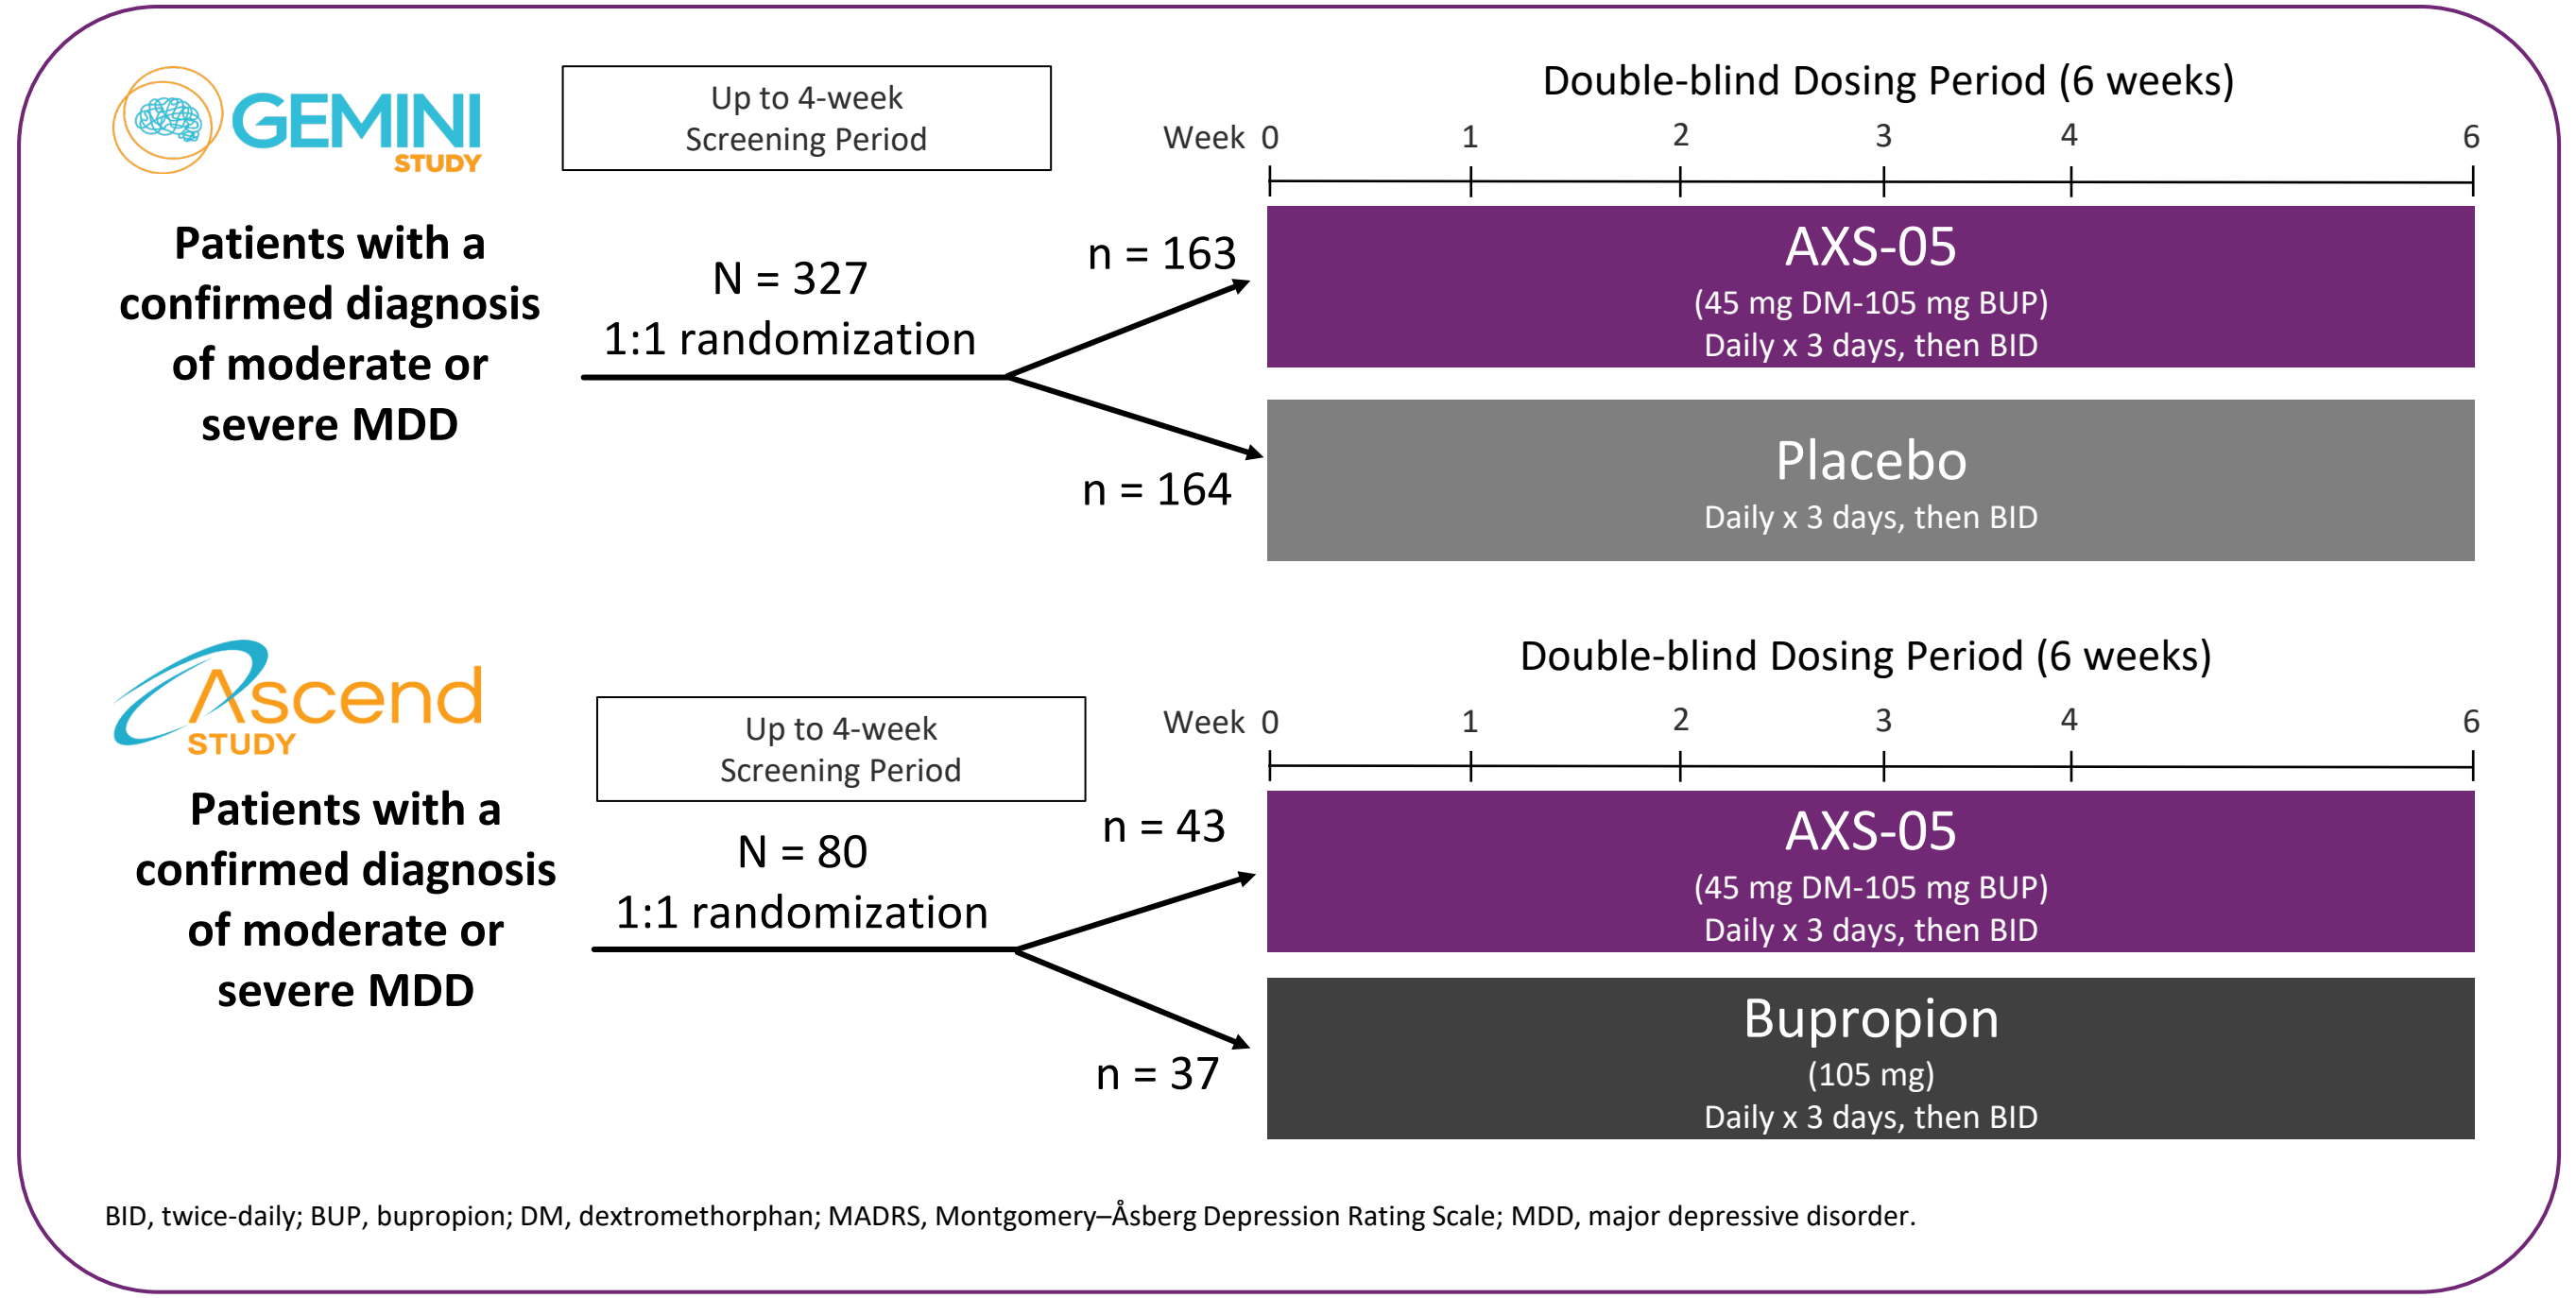 GEMINI
STUDY
Patients with a
confirmed diagnosis
of moderate or
severe MDD
Up to 4-week
Screening Period
N = 327
1:1 randomization
n = 163
n = 164
Double-blind Dosing Period (6 weeks)
Week 0 1 2 3 4 6
AXS-05
(45 mg DM-105 mg BUP)
Daily x 3 days, then BID
Placebo
Daily x 3 days, then BID
Ascend
STUDY
Patients with a
confirmed diagnosis
of moderate or
severe MDD
Up to 4-week
Screening Period
N = 80
1:1 randomization
n = 43
n = 37
Double-blind Dosing Period (6 weeks)
Week 0 1 2 3 4 6
AXS-05
(45 mg DM-105 mg BUP)
Daily x 3 days, then BID
Bupropion
(105 mg)
Daily x 3 days, then BID
BID, twice-daily; BUP, bupropion; DM, dextromethorphan; MADRS, Montgomery–Åsberg Depression Rating Scale; MDD, major depressive disorder.